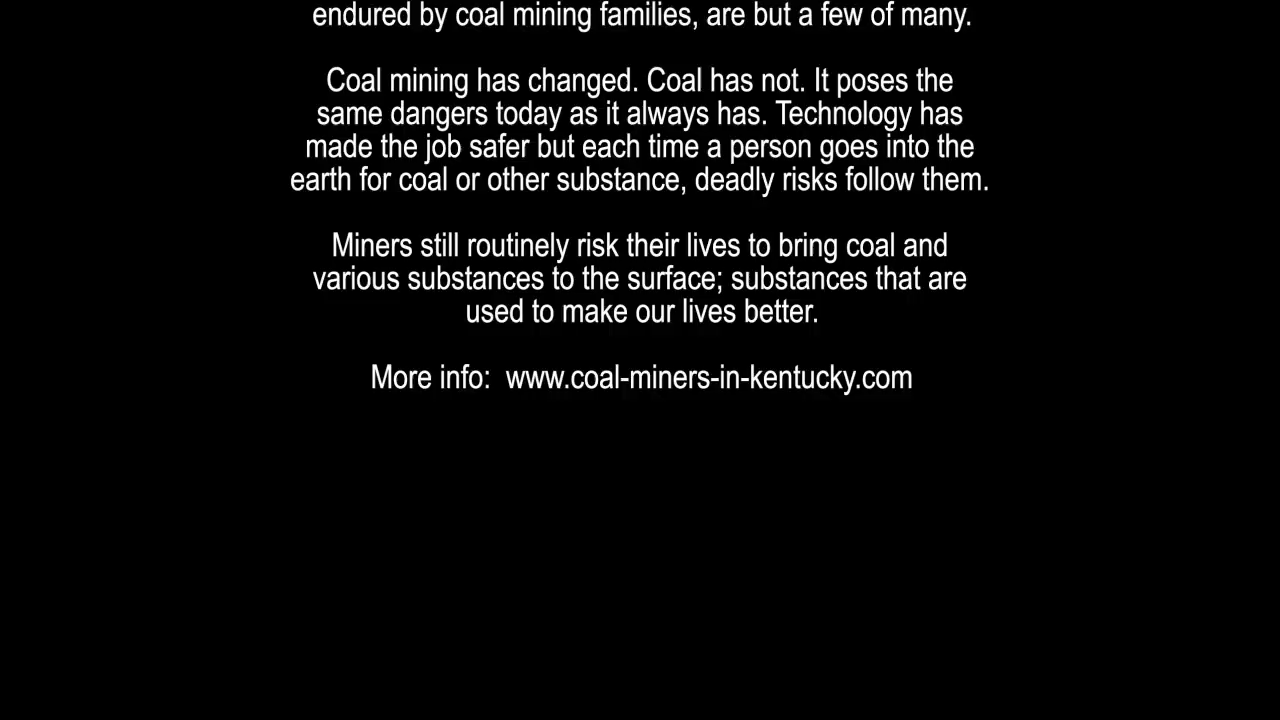 endured by coal mining families, are but a few of many.
Coal mining has changed. Coal has not. It poses the
same dangers today as it always has. Technology has
made the job safer but each time a person goes into the
earth for coal or other substance, deadly risks follow them.
Miners still routinely risk their lives to bring coal and
various substances to the surface; substances that are
used to make our lives better.
More info:  www.coal-miners-in-kentucky.com